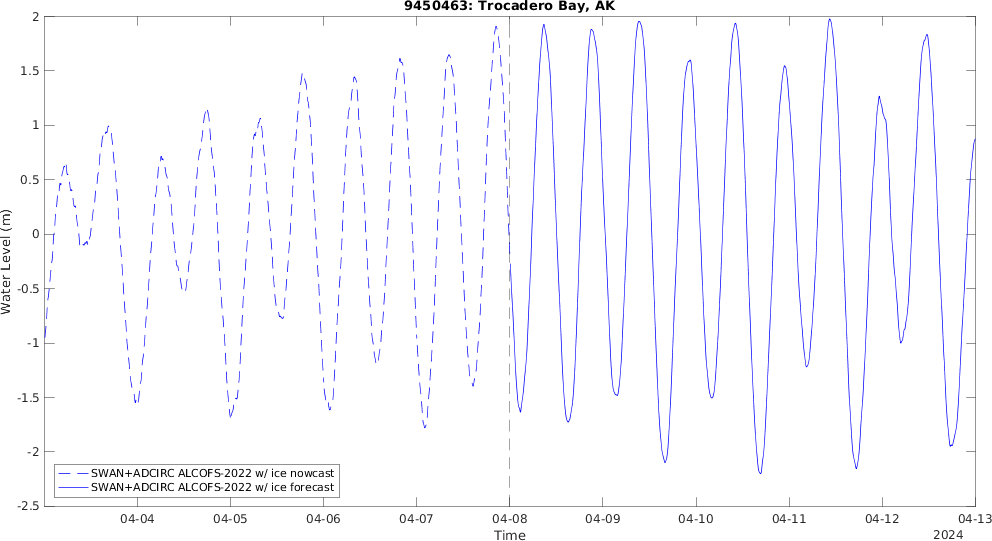 9450463: Trocadero Bay, AK
2
1.5
1
0.5
0
-0.5
-1
-1.5
-2
-2.5
Water Level (m)
SWAN+ADCIRC ALCOFS-2022 w/ ice nowcast
SWAN+ADCIRC ALCOFS-2022 w/ ice forecast
04-04 04-05 04-06 04-07 04-08 04-09 04-10 04-11 04-12 04-13
Time
2024